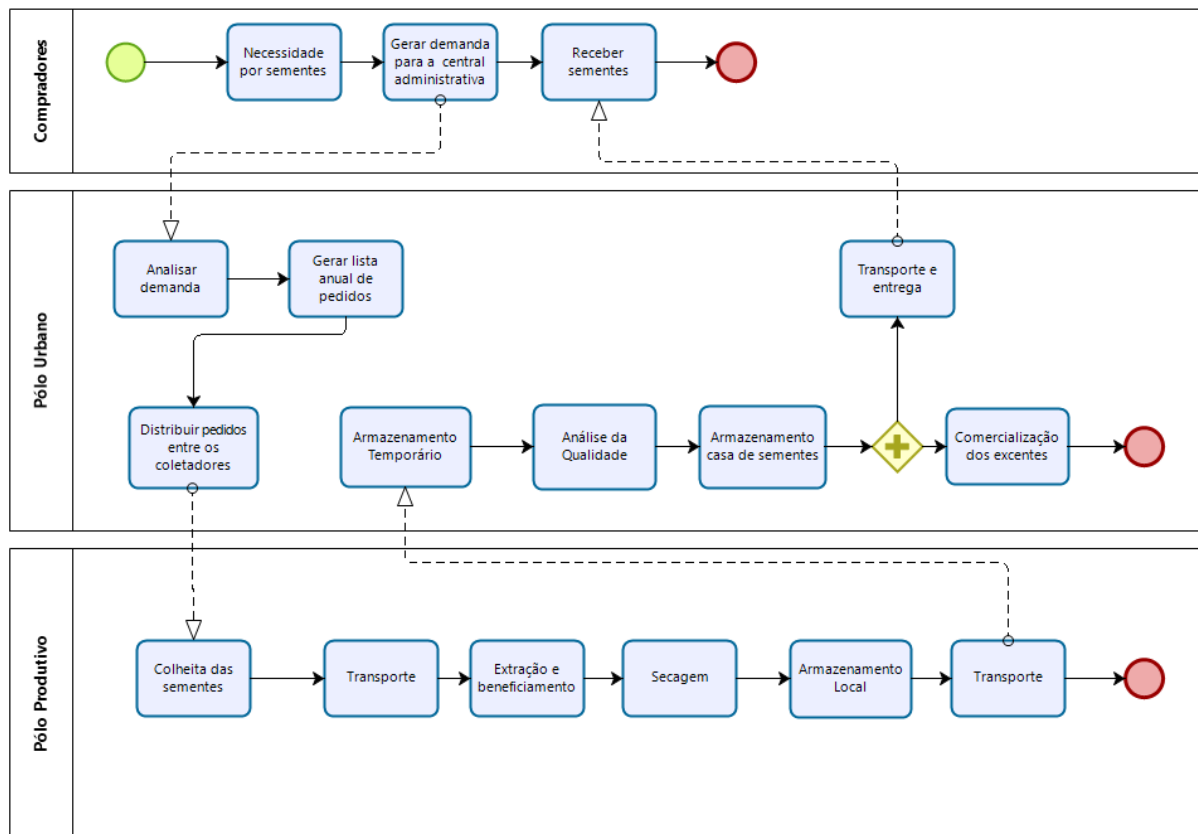 Compradores
Necessidade
por sementes
Gerar demanda
para a central
administrativa
Receber
sementes
Pólo Urbano
Analisar
demanda
Gerar lista
anual de
pedidos
Transporte e
entrega
Distribuir pedidos
entre os
coletadores
Armazenamento
Temporário
Análise da
Qualidade
Armazenamento
casa de sementes
Comercialização
dos excentes
Pólo Produtivo
Colheita das
sementes
Transporte
Extração e
beneficiamento
Secagem
Armazenamento
Local
Transporte